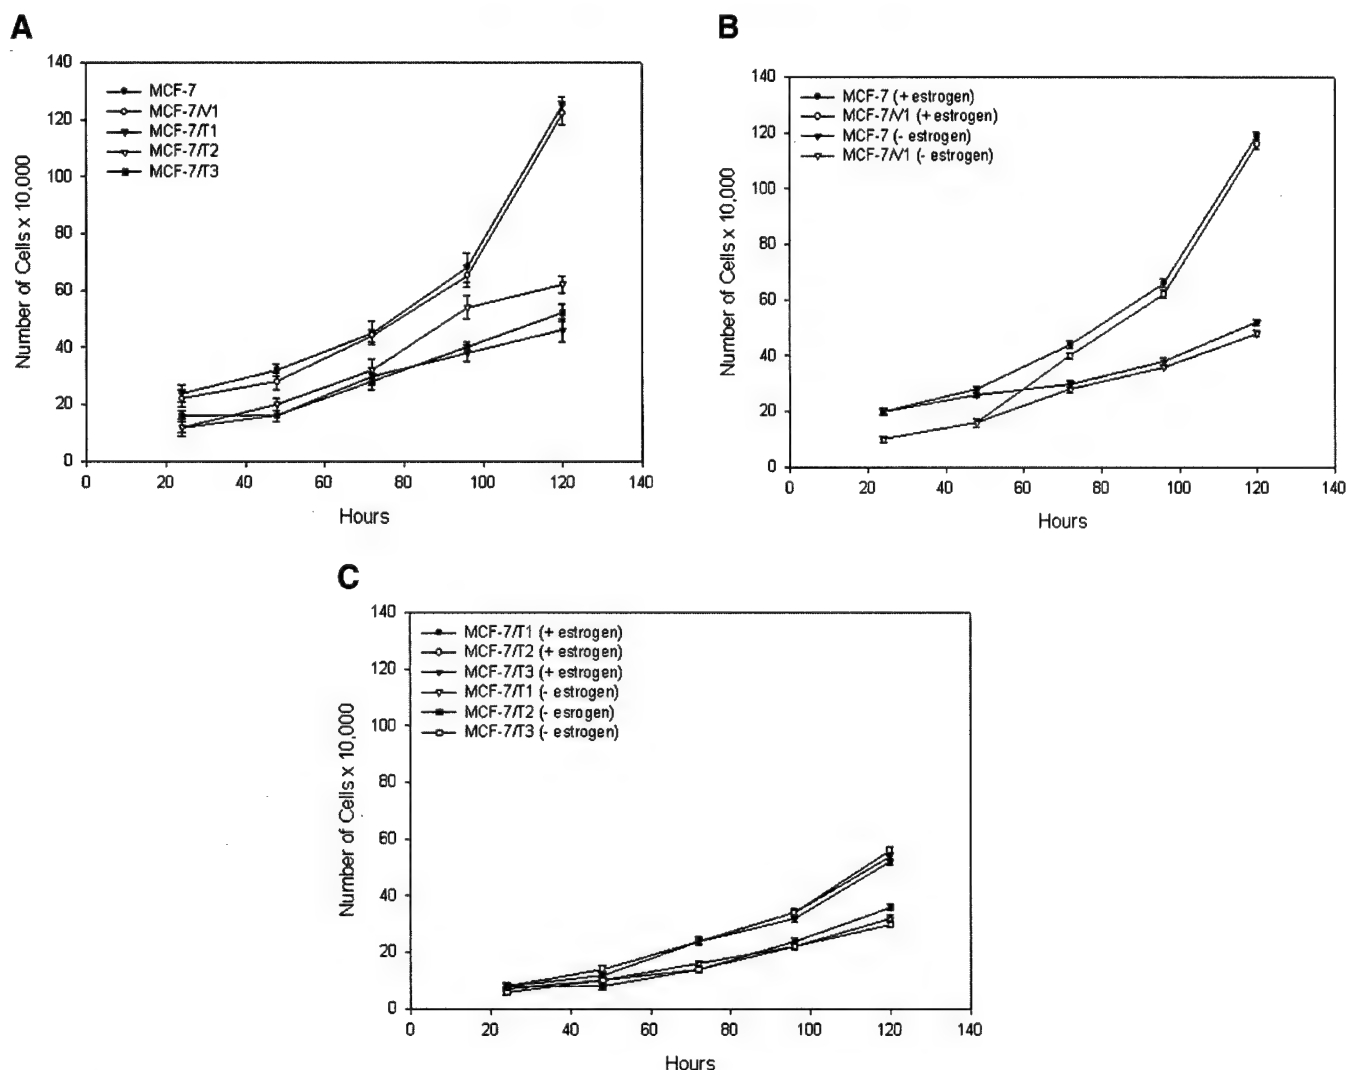 A
140
120
100
80
60
40
20
0
Number of Cells x 10,000
MCF-7
MCF-7/V1
MCF-7/T1
MCF-7/T2
MCF-7/T3
0 20 40 60 80 100 120 140
Hours
B
140
120
100
80
60
40
20
0
Number of Cells x 10,000
MCF-7 (+ estrogen)
MCF-7/V1 (+ estrogen)
MCF-7 (- estrogen)
MCF-7/V1 (- estrogen)
0 20 40 60 80 100 120 140
Hours
C
140
120
100
80
60
40
20
0
Number of Cells x 10,000
MCF-7/T1 (+ estrogen)
MCF-7/T2 (+ estrogen)
MCF-7/T3 (+ estrogen)
MCF-7/T1 (- estrogen)
MCF-7/T2 (- esrogen)
MCF-7/T3 (- estrogen)
0 20 40 60 80 100 120 140
Hours